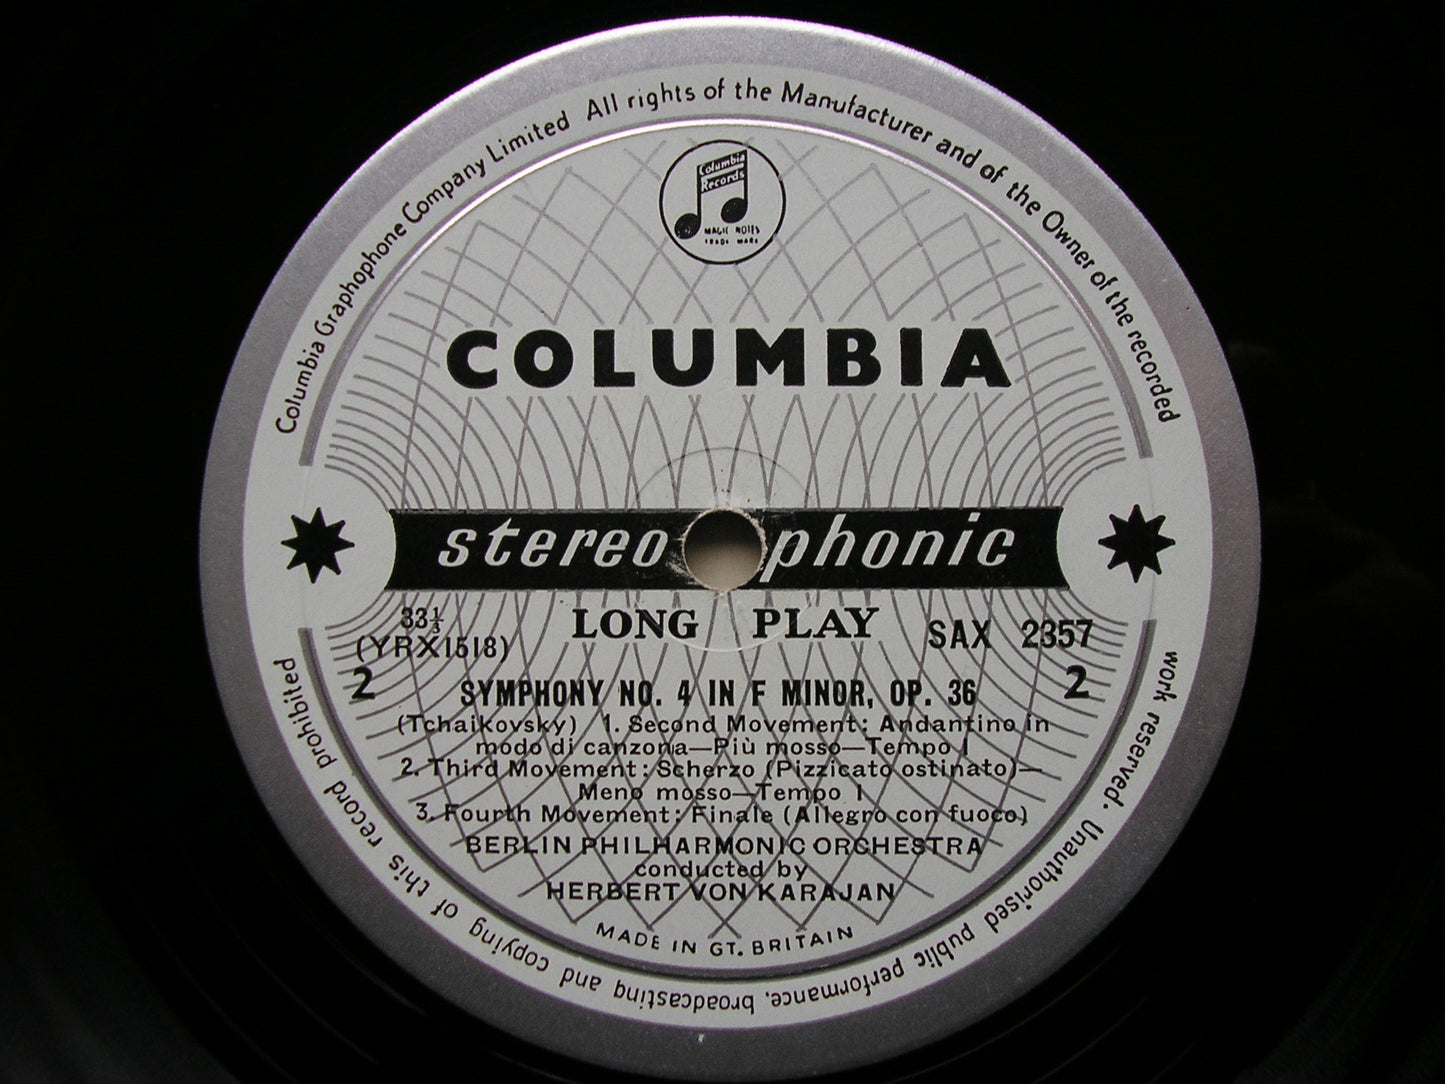 Columbia Graphophone Company Limited All rights of the Manufacturer and of the Owner of the recorded
work reserved. Unauthorised public performance, broadcasting and copying of this record prohibited
Columbia
Records
MAGIC NOTES
TRADE MARK
COLUMBIA
stereophonic
LONG PLAY
33⅓
(YRX1518)
2
SAX 2357
2
SYMPHONY NO. 4 IN F MINOR, OP. 36
(Tchaikovsky) 1. Second Movement: Andantino in
modo di canzona—Più mosso—Tempo I
2. Third Movement: Scherzo (Pizzicato ostinato)—
Meno mosso—Tempo I
3. Fourth Movement: Finale (Allegro con fuoco)
BERLIN PHILHARMONIC ORCHESTRA
conducted by
HERBERT VON KARAJAN
MADE IN GT. BRITAIN